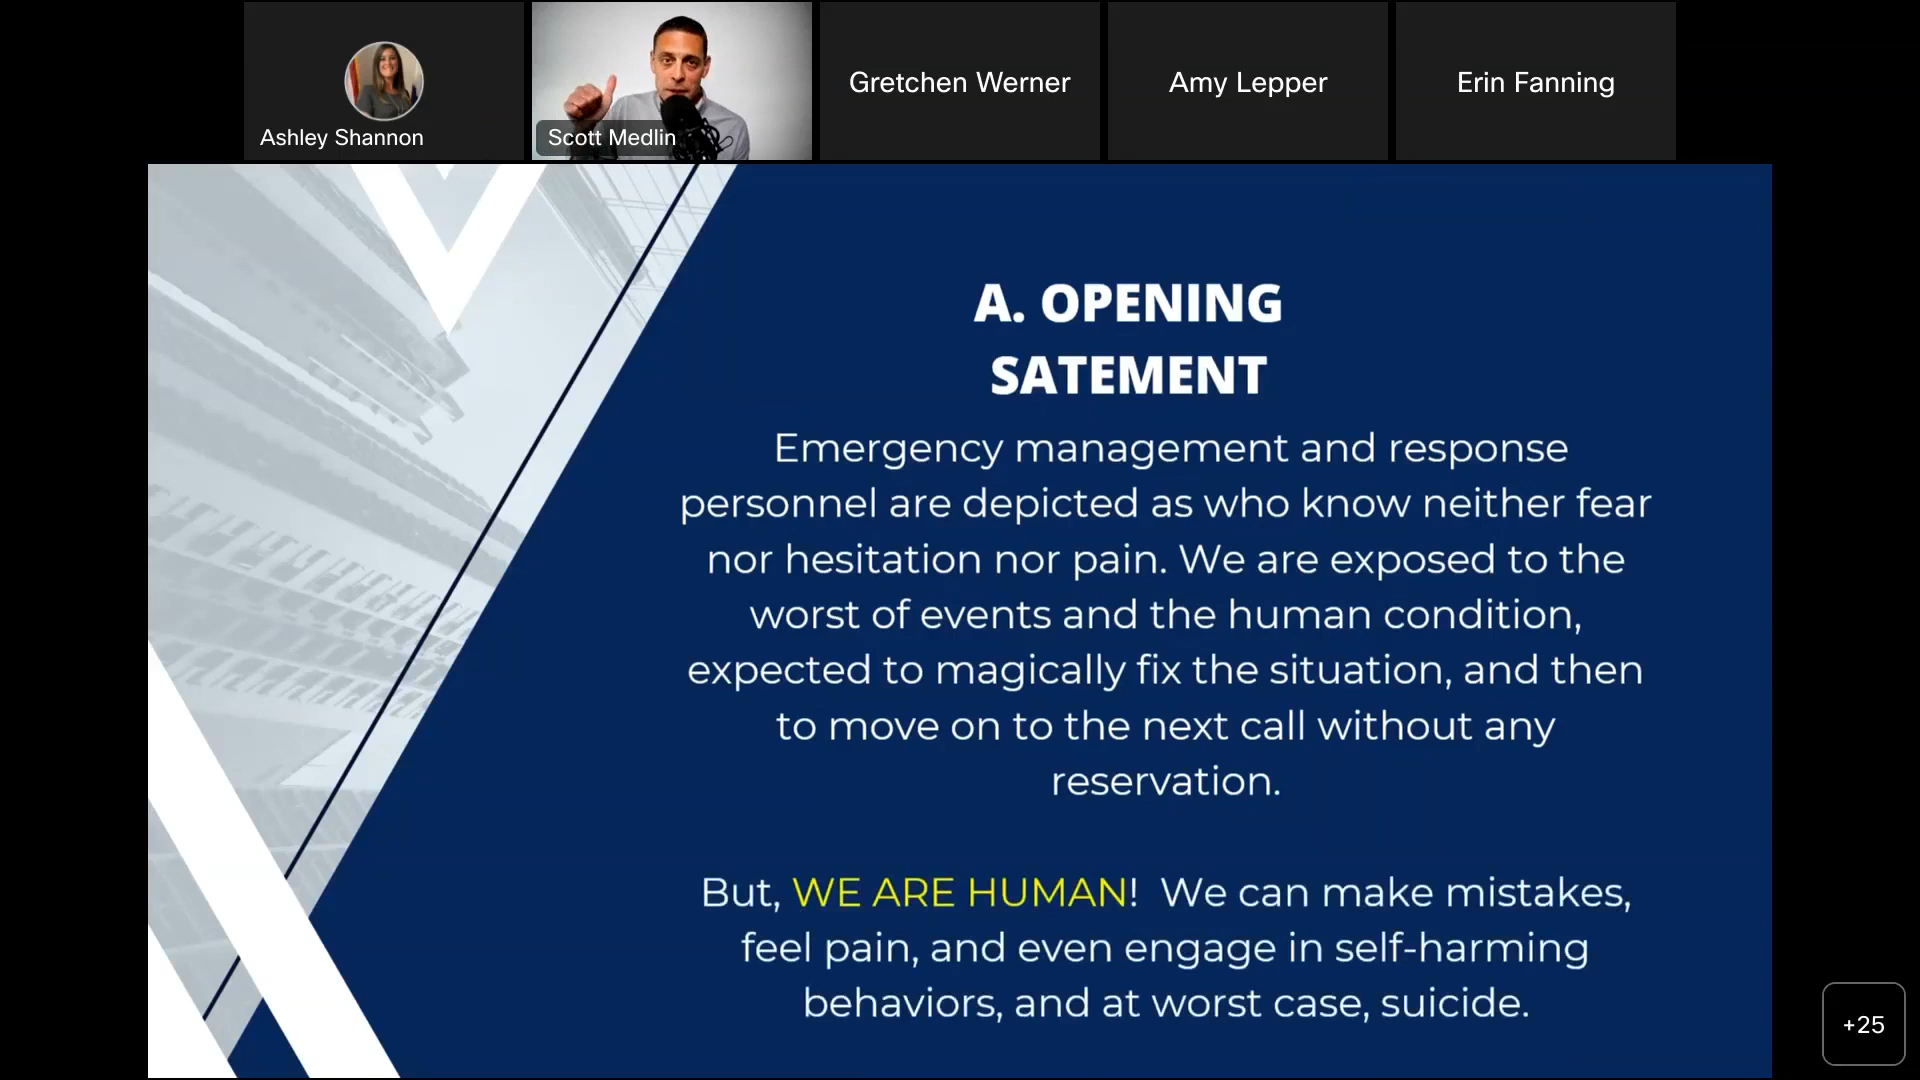 Ashley Shannon
Scott Medlin
Gretchen Werner
Amy Lepper
Erin Fanning
A. OPENING
SATEMENT
Emergency management and response
personnel are depicted as who know neither fear
nor hesitation nor pain. We are exposed to the
worst of events and the human condition,
expected to magically fix the situation, and then
to move on to the next call without any
reservation.
But, WE ARE HUMAN!  We can make mistakes,
feel pain, and even engage in self-harming
behaviors, and at worst case, suicide.
+25